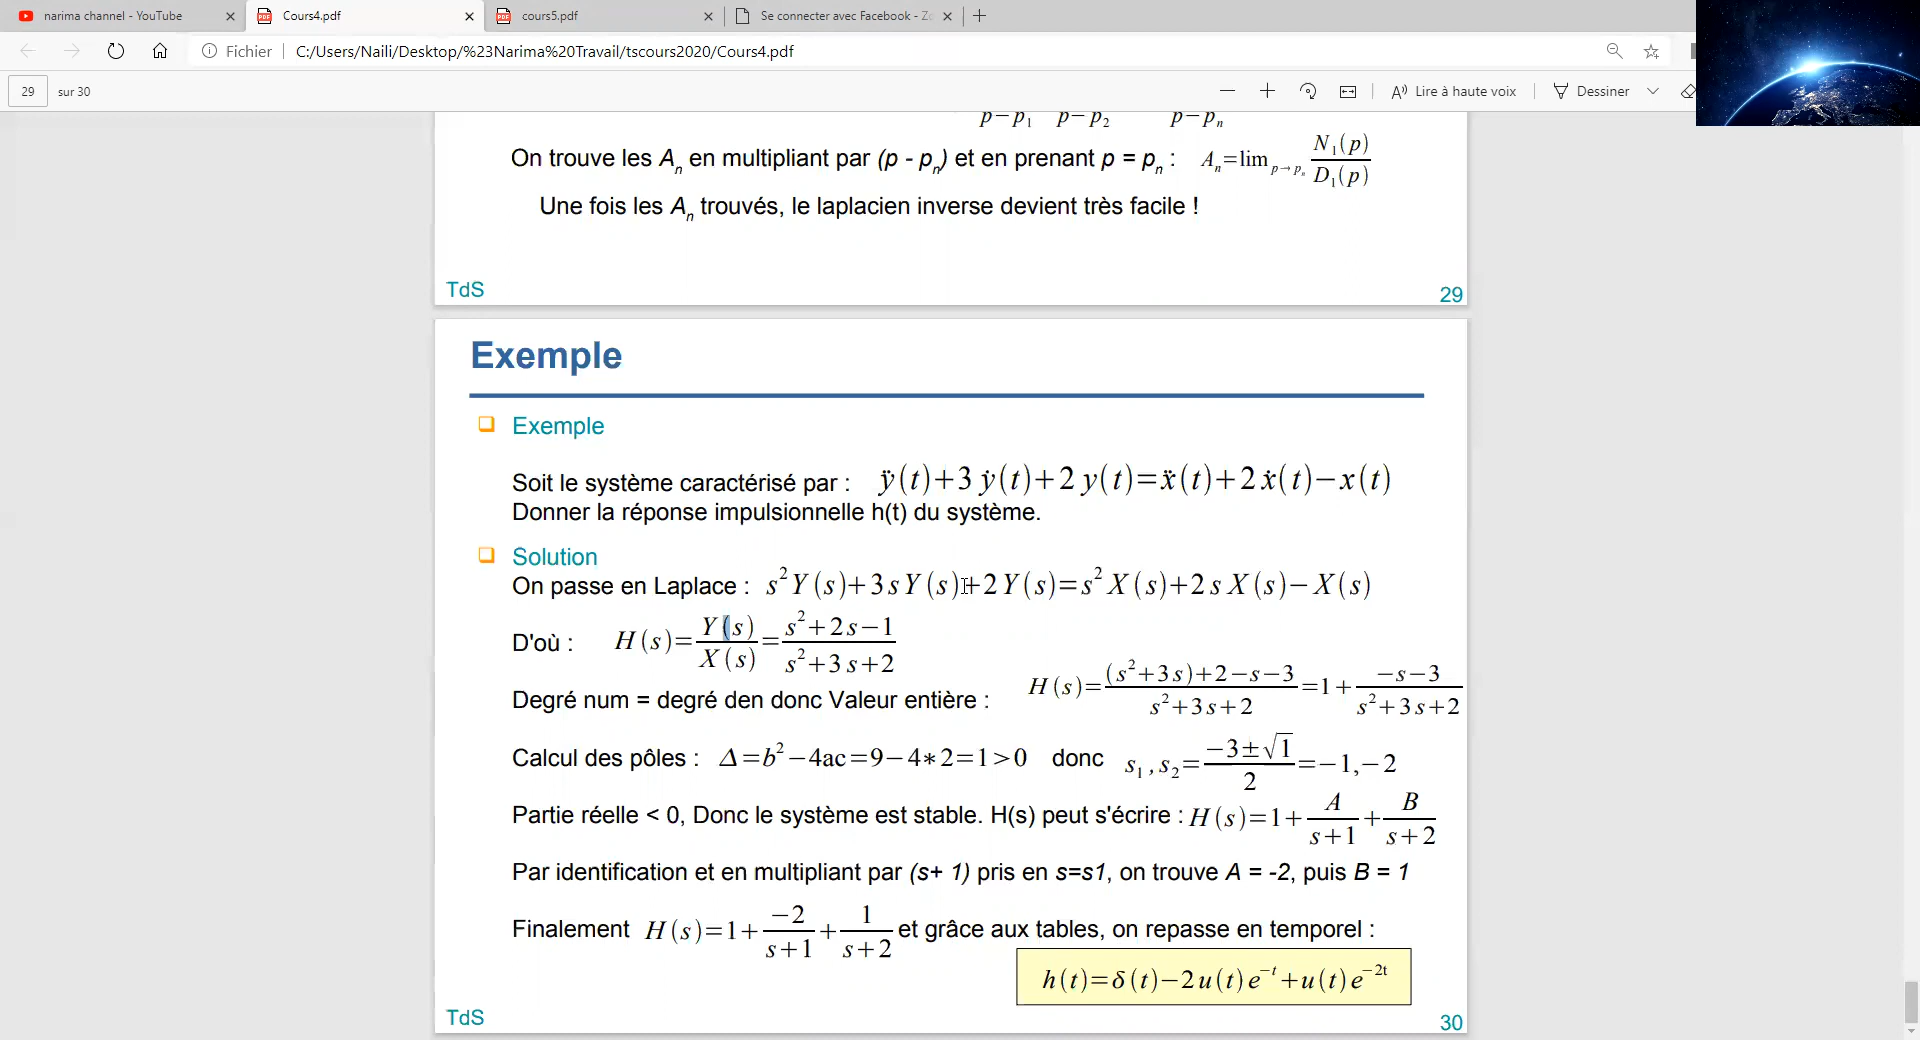 narima channel - YouTube
Cours4.pdf
cours5.pdf
Se connecter avec Facebook - Zo
Fichier
C:/Users/Naili/Desktop/%23Narima%20Travail/tscours2020/Cours4.pdf
29 sur 30
Lire à haute voix
Dessiner
p−p₁ p−p₂ p−pₙ
On trouve les Aₙ en multipliant par (p - pₙ) et en prenant p = pₙ : Aₙ=lim p→pₙ N₁(p)/D₁(p)
Une fois les Aₙ trouvés, le laplacien inverse devient très facile !
TdS 29
Exemple
Exemple
Soit le système caractérisé par : ÿ(t)+3 ẏ(t)+2 y(t)=ẍ(t)+2 ẋ(t)−x(t)
Donner la réponse impulsionnelle h(t) du système.
Solution
On passe en Laplace : s²Y(s)+3sY(s)+2Y(s)=s²X(s)+2sX(s)−X(s)
D'où : H(s)=Y(s)/X(s)=(s²+2s−1)/(s²+3s+2)
Degré num = degré den donc Valeur entière : H(s)=((s²+3s)+2−s−3)/(s²+3s+2)=1+(−s−3)/(s²+3s+2)
Calcul des pôles : Δ=b²−4ac=9−4∗2=1>0 donc s₁,s₂=(−3±√1)/2=−1,−2
Partie réelle < 0, Donc le système est stable. H(s) peut s'écrire : H(s)=1+A/(s+1)+B/(s+2)
Par identification et en multipliant par (s+ 1) pris en s=s1, on trouve A = -2, puis B = 1
Finalement H(s)=1+−2/(s+1)+1/(s+2) et grâce aux tables, on repasse en temporel :
h(t)=δ(t)−2u(t)e⁻ᵗ+u(t)e⁻²ᵗ
TdS 30